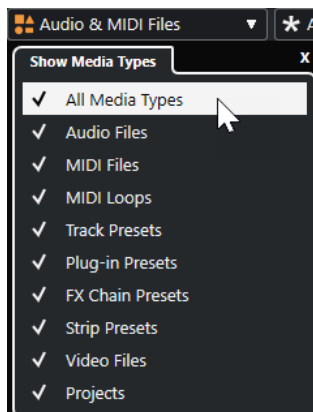 Audio & MIDI Files
Show Media Types
x
All Media Types
Audio Files
MIDI Files
MIDI Loops
Track Presets
Plug-in Presets
FX Chain Presets
Strip Presets
Video Files
Projects